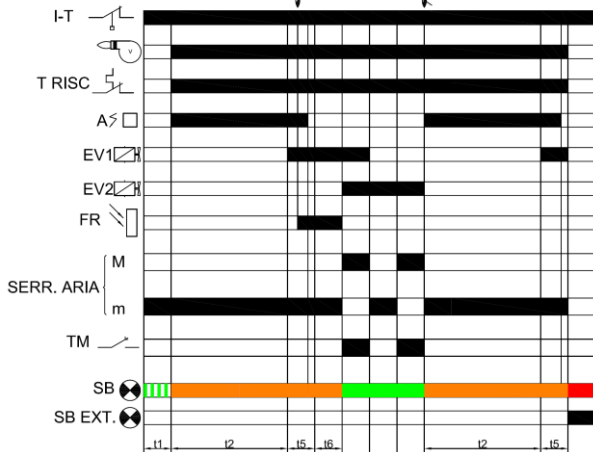 I-T
V
T RISC
A
EV1
EV2
FR
M
SERR. ARIA
m
TM
SB
SB EXT.
t1 t2 t5 t6 t2 t5